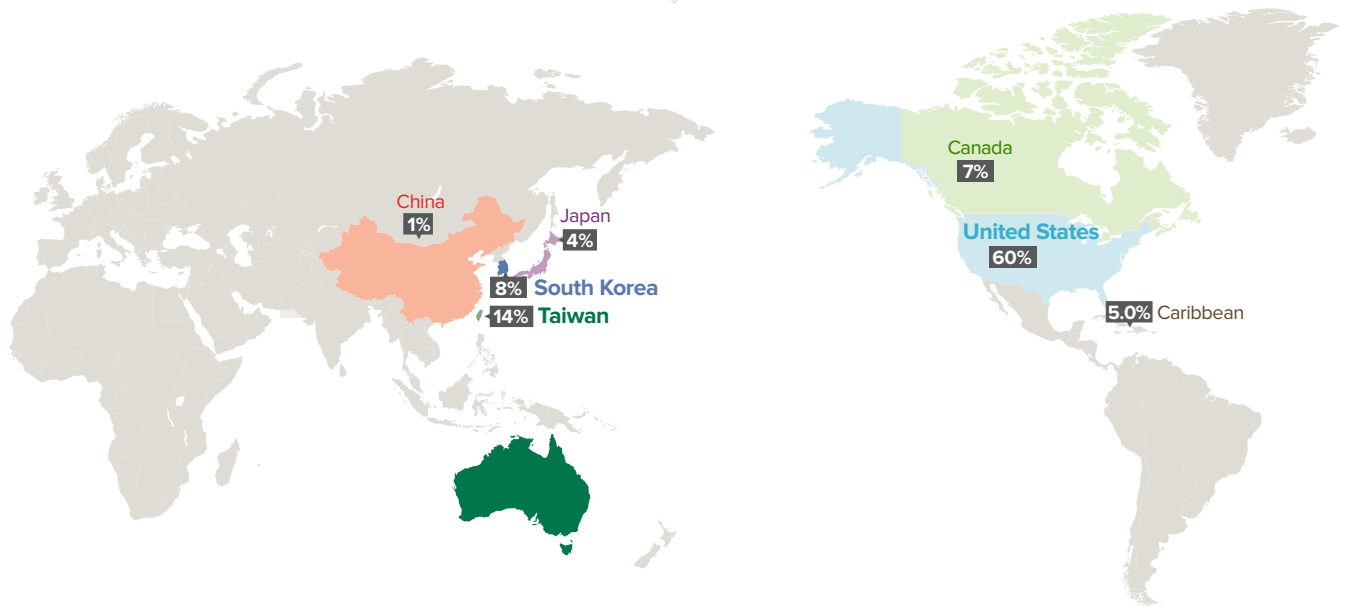 China
1%
Japan
4%
8% South Korea
14% Taiwan
Canada
7%
United States
60%
5.0% Caribbean